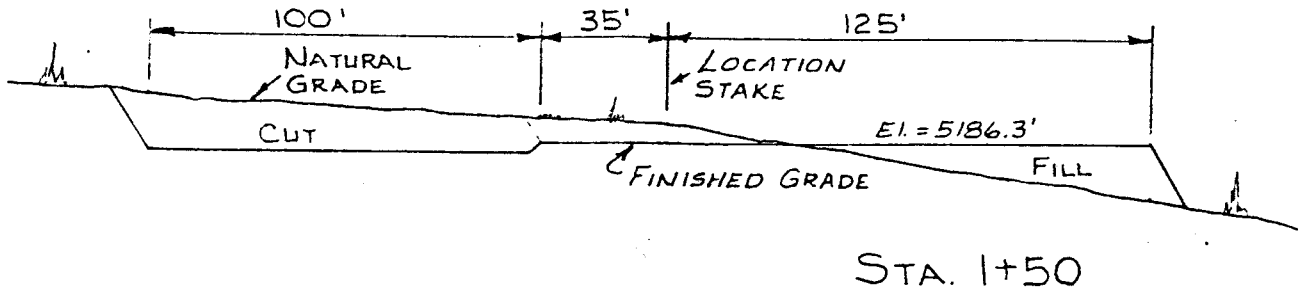 100' 35' 125'
NATURAL
GRADE
LOCATION
STAKE
CUT
El. = 5186.3'
FINISHED GRADE
FILL
STA. 1+50